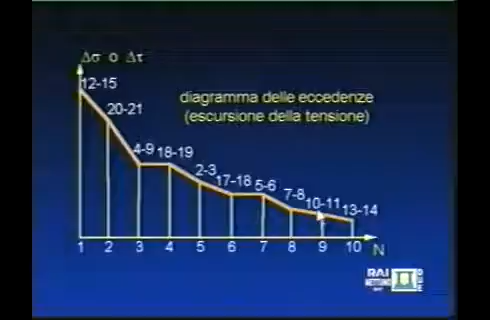 Δσ o Δτ
12-15
diagramma delle eccedenze
(escursione della tensione)
20-21
4-9 18-19
2-3
17-18 5-6
7-8
10-11
13-14
1 2 3 4 5 6 7 8 9 10 N
RAI